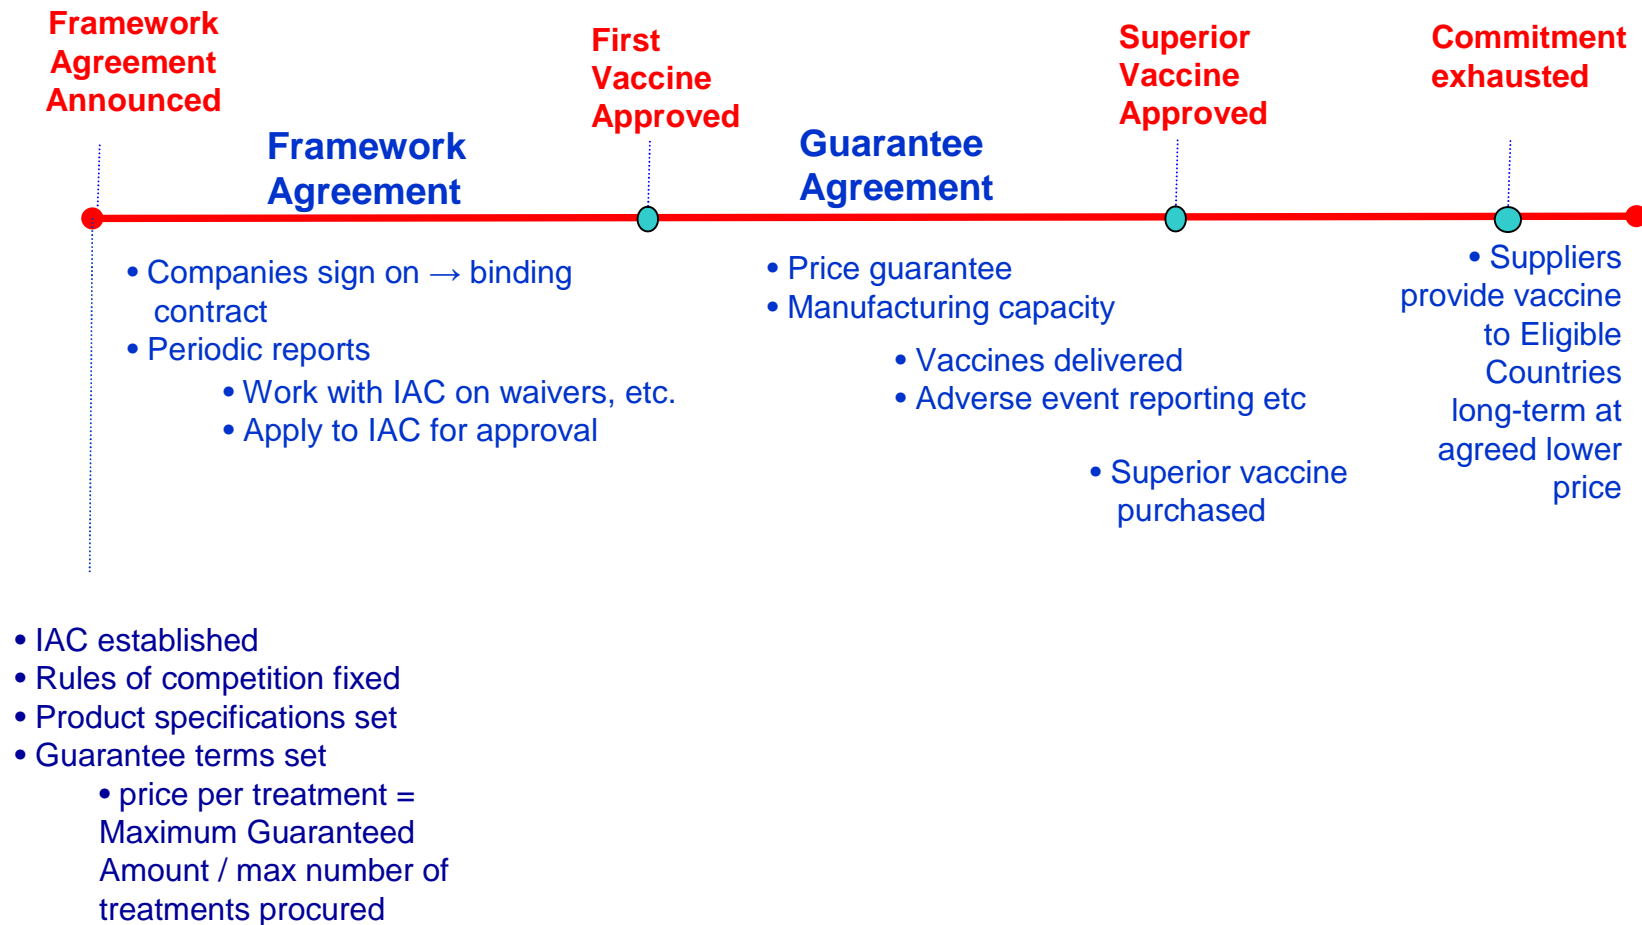 Framework
Agreement
Announced
First
Vaccine
Approved
Superior
Vaccine
Approved
Commitment
exhausted
Framework
Agreement
Guarantee
Agreement
• Companies sign on → binding
contract
• Periodic reports
• Work with IAC on waivers, etc.
• Apply to IAC for approval
• Price guarantee
• Manufacturing capacity
• Vaccines delivered
• Adverse event reporting etc
• Superior vaccine
purchased
• Suppliers
provide vaccine
to Eligible
Countries
long-term at
agreed lower
price
• IAC established
• Rules of competition fixed
• Product specifications set
• Guarantee terms set
• price per treatment =
Maximum Guaranteed
Amount / max number of
treatments procured